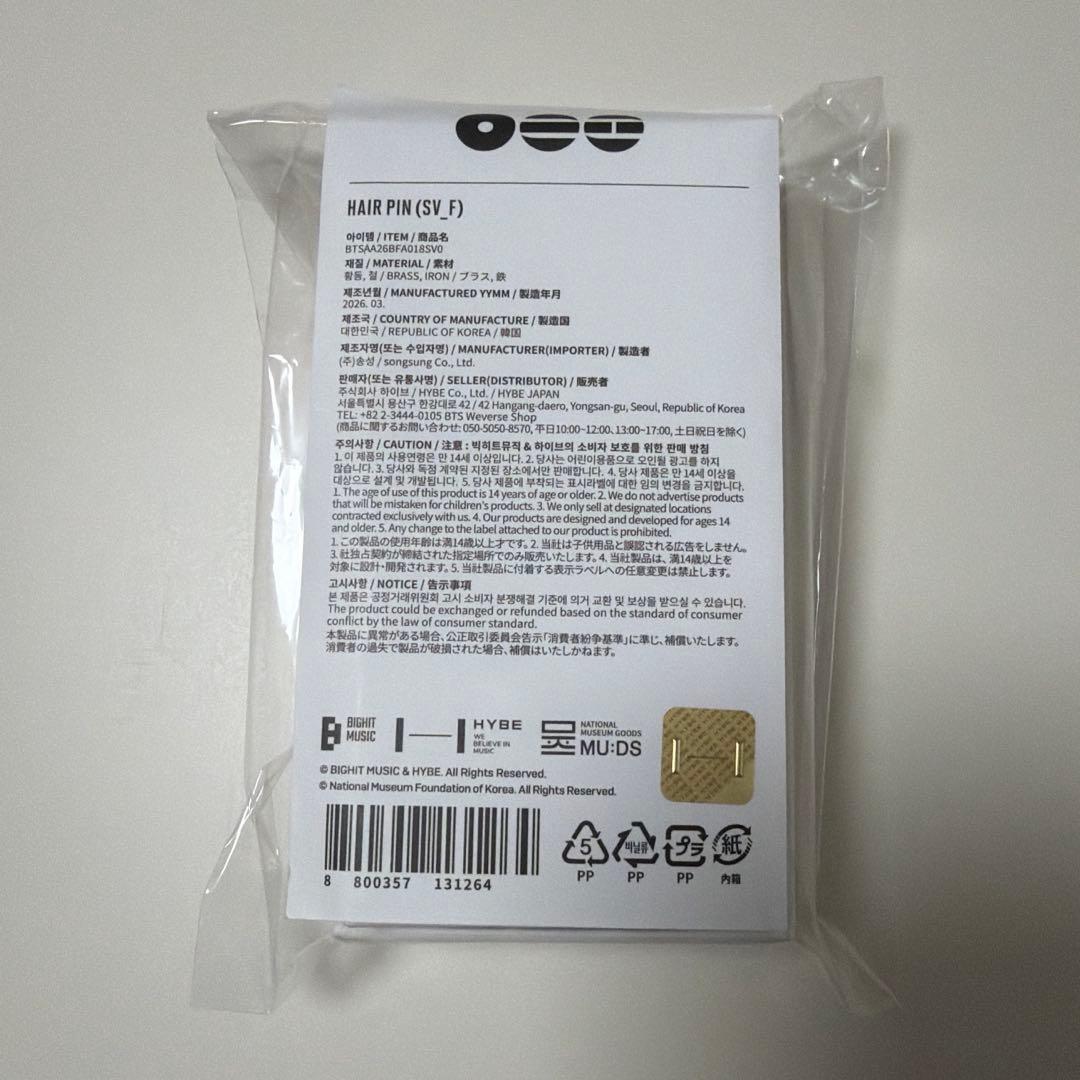 HAIR PIN (SV_F)
아이템 / ITEM / 商品名
BTSAA26BFA018SV0
재질 / MATERIAL / 素材
황동, 철 / BRASS, IRON / ブラス, 鉄
제조년월 / MANUFACTURED YYMM / 製造年月
2026. 03.
제조국 / COUNTRY OF MANUFACTURE / 製造国
대한민국 / REPUBLIC OF KOREA / 韓国
제조자명(또는 수입자명) / MANUFACTURER(IMPORTER) / 製造者
(주)송성 / songsung Co., Ltd.
판매자(또는 유통사명) / SELLER(DISTRIBUTOR) / 販売者
주식회사 하이브 / HYBE Co., Ltd. / HYBE JAPAN
서울특별시 용산구 한강대로 42 / 42 Hangang-daero, Yongsan-gu, Seoul, Republic of Korea
TEL: +82 2-3444-0105 BTS Weverse Shop
(商品に関するお問い合わせ: 050-5050-8570, 平日10:00~12:00、13:00~17:00, 土日祝日を除く)
주의사항 / CAUTION / 注意 : 빅히트뮤직 & 하이브의 소비자 보호를 위한 판매 방침
1. 이 제품의 사용연령은 만 14세 이상입니다. 2. 당사는 어린이용품으로 오인될 광고를 하지
않습니다. 3. 당사와 독점 계약된 지정된 장소에서만 판매합니다. 4. 당사 제품은 만 14세 이상을
대상으로 설계 및 개발됩니다. 5. 당사 제품에 부착되는 표시라벨에 대한 임의 변경을 금지합니다.
1. The age of use of this product is 14 years of age or older. 2. We do not advertise products
that will be mistaken for children's products. 3. We only sell at designated locations
contracted exclusively with us. 4. Our products are designed and developed for ages 14
and older. 5. Any change to the label attached to our product is prohibited.
1. この製品の使用年齢は満14歳以上才です。2. 当社は子供用品と誤認される広告をしません。
3. 社独占契約が締結された指定場所でのみ販売いたします。4. 当社製品は、満14歳以上を
対象に設計・開発されます。5. 当社製品に付着する表示ラベルへの任意変更は禁止します。
고시사항 / NOTICE / 告示事項
본 제품은 공정거래위원회 고시 소비자 분쟁해결 기준에 의거 교환 및 보상을 받으실 수 있습니다.
The product could be exchanged or refunded based on the standard of consumer
conflict by the law of consumer standard.
本製品に異常がある場合、公正取引委員会告示「消費者紛争基準」に準じ、補償いたします。
消費者の過失で製品が破損された場合、補償はいたしかねます。
BIGHIT
MUSIC
HYBE
WE
BELIEVE IN
MUSIC
NATIONAL
MUSEUM GOODS
MU:DS
© BIGHIT MUSIC & HYBE. All Rights Reserved.
© National Museum Foundation of Korea. All Rights Reserved.
8 800357 131264
5
PP
비닐류
PP
プラ
PP
紙
内箱